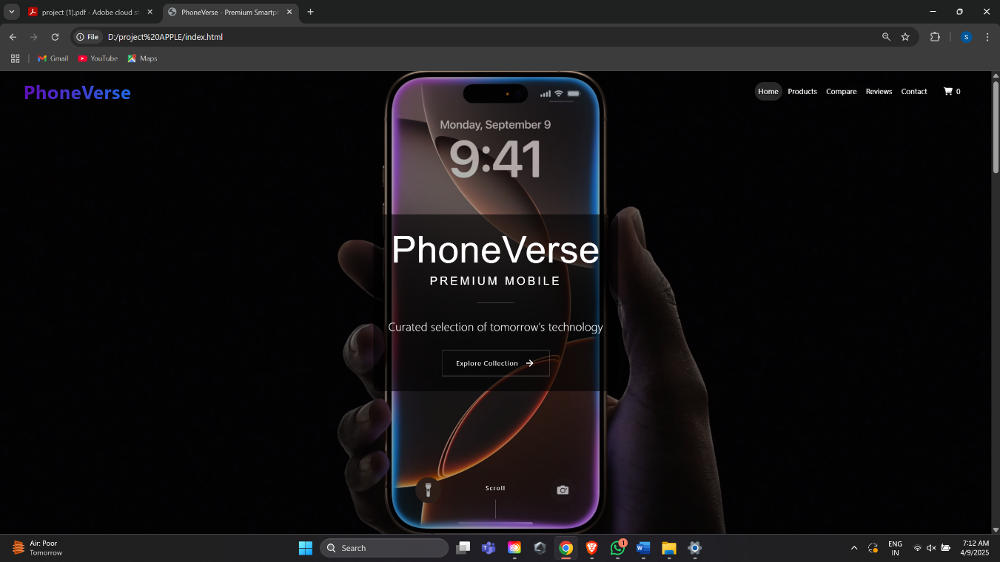 project (1).pdf - Adobe cloud st
PhoneVerse - Premium Smartpl
File
D:/project%20APPLE/index.html
S
Gmail
YouTube
Maps
PhoneVerse
Home
Products
Compare
Reviews
Contact
0
Monday, September 9
9:41
PhoneVerse
PREMIUM MOBILE
Curated selection of tomorrow's technology
Explore Collection
Scroll
Air: Poor
Tomorrow
Search
1
ENG
IN
7:12 AM
4/9/2025